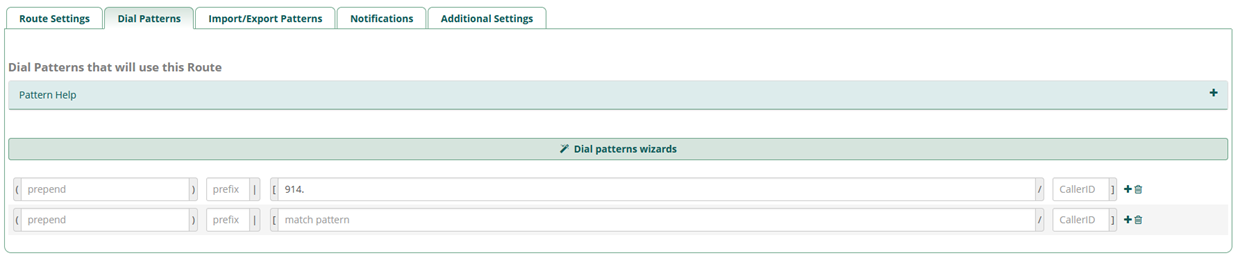 Route Settings Dial Patterns Import/Export Patterns Notifications Additional Settings
Dial Patterns that will use this Route
Pattern Help +
Dial patterns wizards
( prepend ) prefix | [ 914. / CallerID ] +
( prepend ) prefix | [ match pattern / CallerID ] +